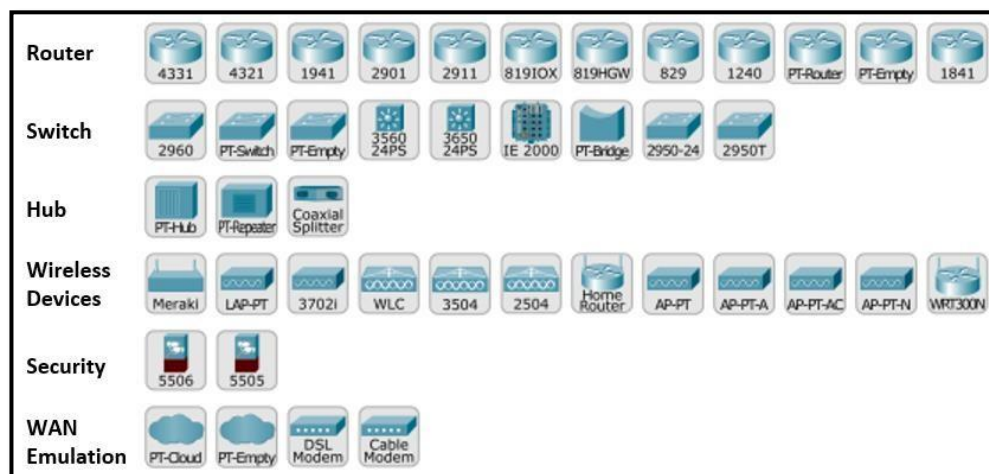 Router 4331 4321 1941 2901 2911 819IOX 819HGW 829 1240 PT-Router PT-Empty 1841
Switch 2960 PT-Switch PT-Empty 3560 24PS 3650 24PS IE 2000 PT-Bridge 2950-24 2950T
Hub PT-Hub PT-Repeater Coaxial Splitter
Wireless Devices Meraki LAP-PT 3702i WLC 3504 2504 Home Router AP-PT AP-PT-A AP-PT-AC AP-PT-N WRT300N
Security 5506 5505
WAN Emulation PT-Cloud PT-Empty DSL Modem Cable Modem